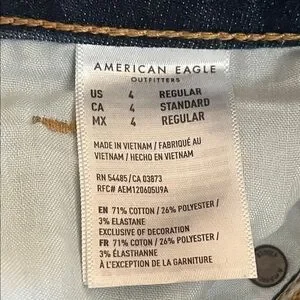 AMERICAN EAGLE
OUTFITTERS
US 4 REGULAR
CA 4 STANDARD
MX 4 REGULAR
MADE IN VIETNAM / FABRIQUÉ AU
VIETNAM / HECHO EN VIETNAM
RN 54485/CA 03873
RFC# AEM120605U9A
EN 71% COTTON / 26% POLYESTER /
3% ELASTANE
EXCLUSIVE OF DECORATION
FR 71% COTTON / 26% POLYESTER /
3% ÉLASTHANNE
À L'EXCEPTION DE LA GARNITURE